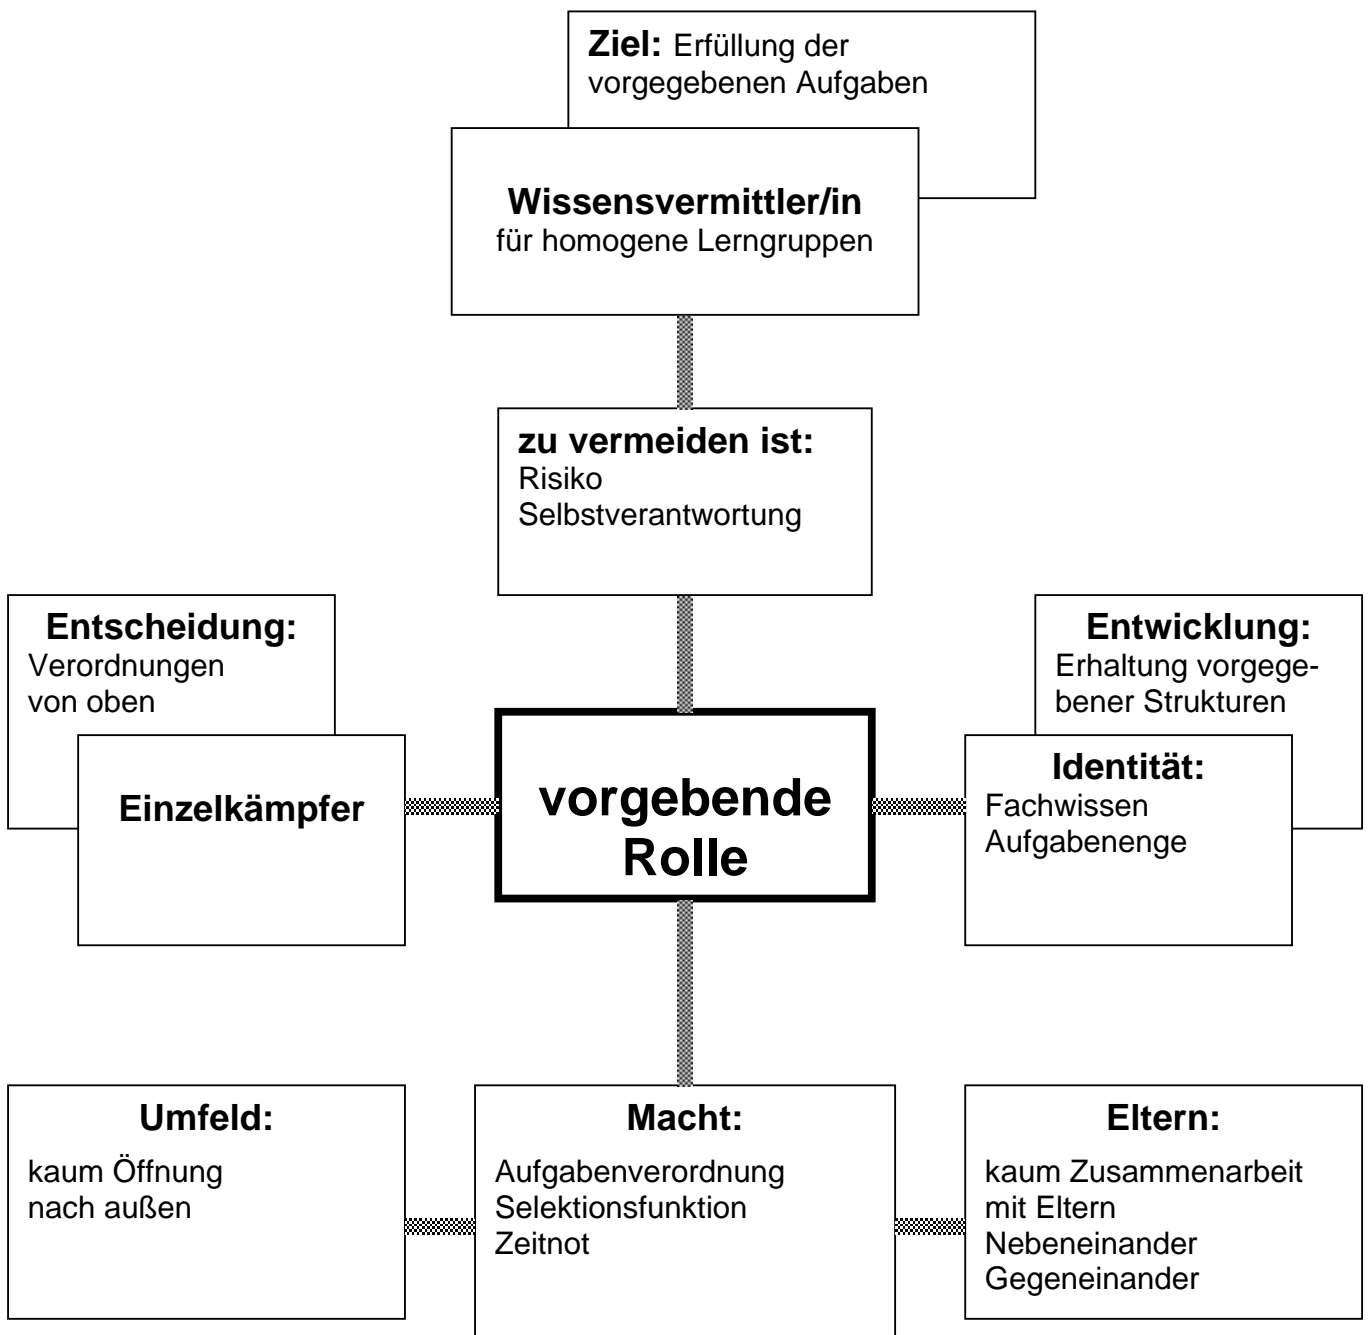 Ziel: Erfüllung der
vorgegebenen Aufgaben
Wissensvermittler/in
für homogene Lerngruppen
zu vermeiden ist:
Risiko
Selbstverantwortung
Entscheidung:
Verordnungen
von oben
Einzelkämpfer
vorgebende
Rolle
Entwicklung:
Erhaltung vorgege-
bener Strukturen
Identität:
Fachwissen
Aufgabenenge
Umfeld:
kaum Öffnung
nach außen
Macht:
Aufgabenverordnung
Selektionsfunktion
Zeitnot
Eltern:
kaum Zusammenarbeit
mit Eltern
Nebeneinander
Gegeneinander